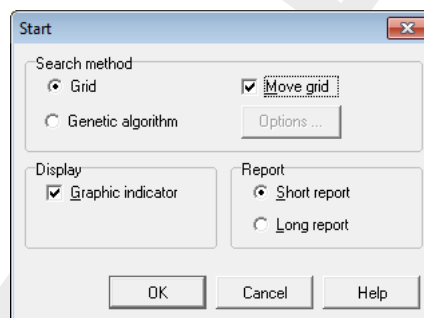 Start
Search method
Grid
Move grid
Genetic algorithm
Options ...
Display
Graphic indicator
Report
Short report
Long report
OK
Cancel
Help